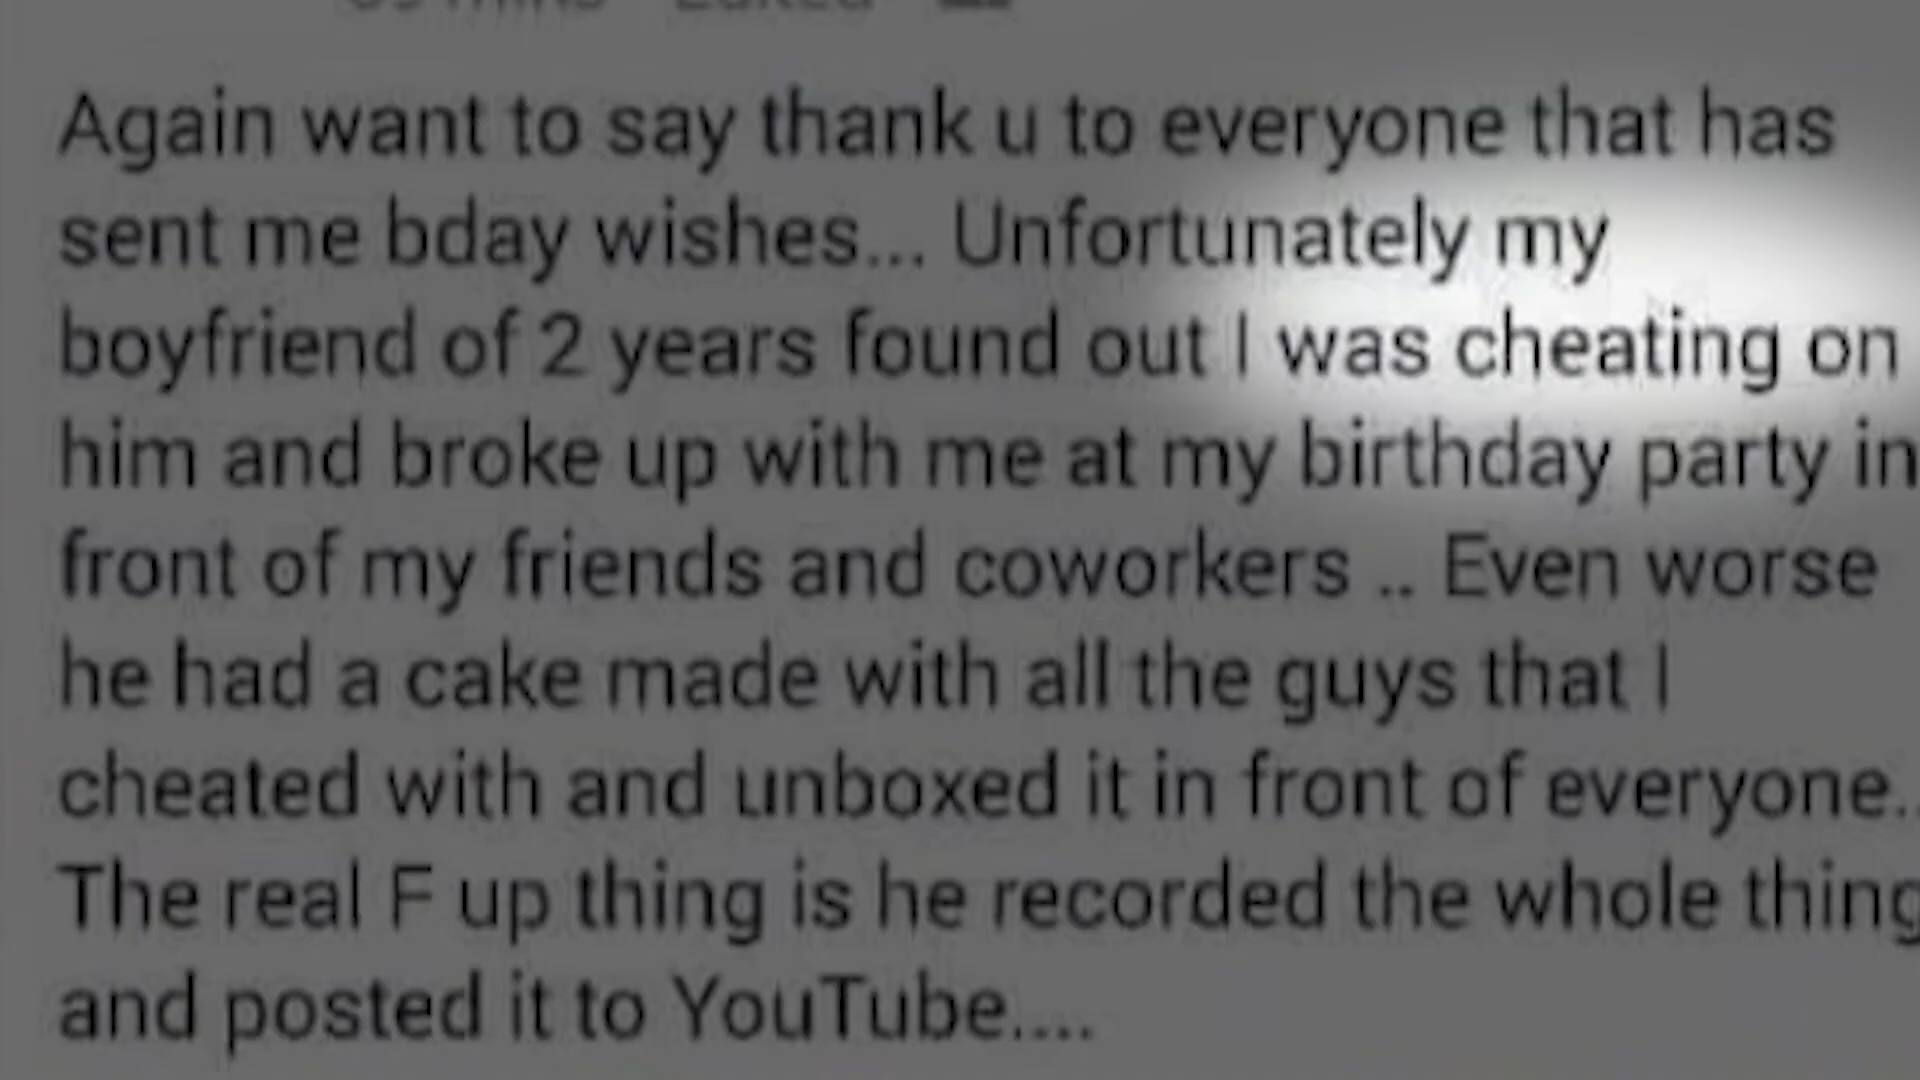 Again want to say thank u to everyone that has
sent me bday wishes... Unfortunately my
boyfriend of 2 years found out I was cheating on
him and broke up with me at my birthday party in
front of my friends and coworkers .. Even worse
he had a cake made with all the guys that I
cheated with and unboxed it in front of everyone..
The real F up thing is he recorded the whole thing
and posted it to YouTube....